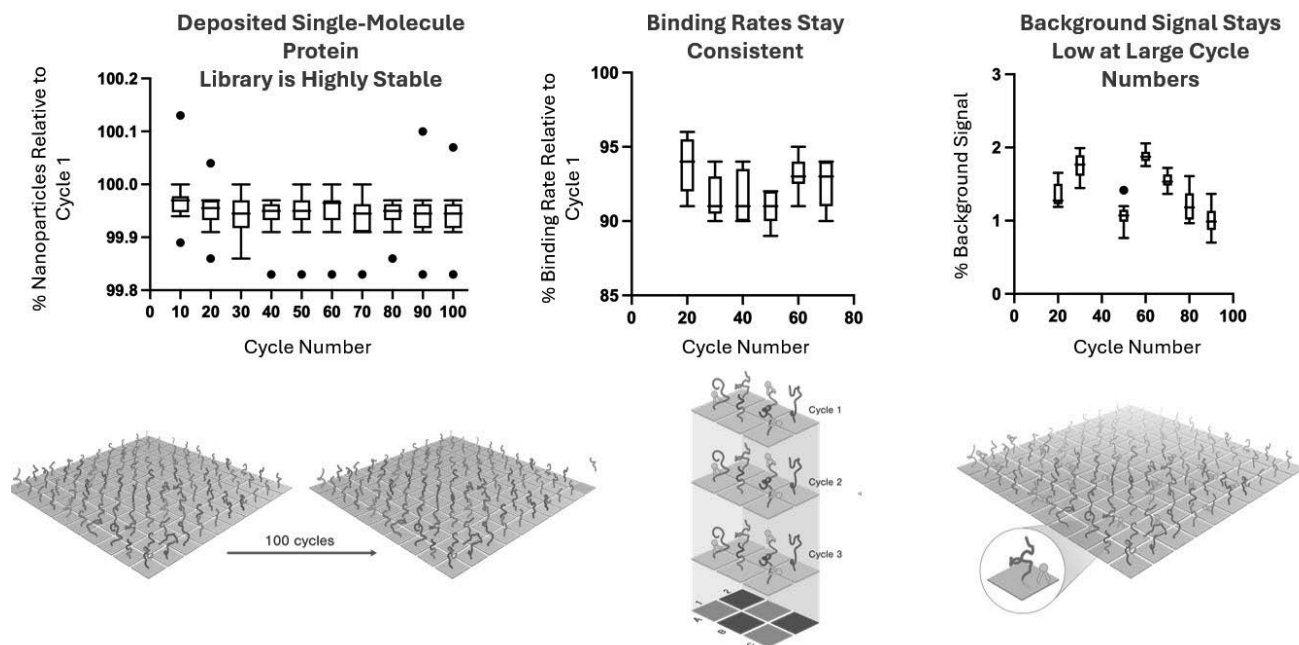 Deposited Single-Molecule
Protein
Library is Highly Stable
% Nanoparticles Relative to
Cycle 1
100.2
100.1
100.0
99.9
99.8
0 10 20 30 40 50 60 70 80 90 100
Cycle Number
100 cycles
Binding Rates Stay
Consistent
% Binding Rate Relative to
Cycle 1
100
95
90
85
0 20 40 60 80
Cycle Number
Cycle 1
Cycle 2
Cycle 3
1 2
A
B
Background Signal Stays
Low at Large Cycle
Numbers
% Background Signal
3
2
1
0
0 20 40 60 80 100
Cycle Number